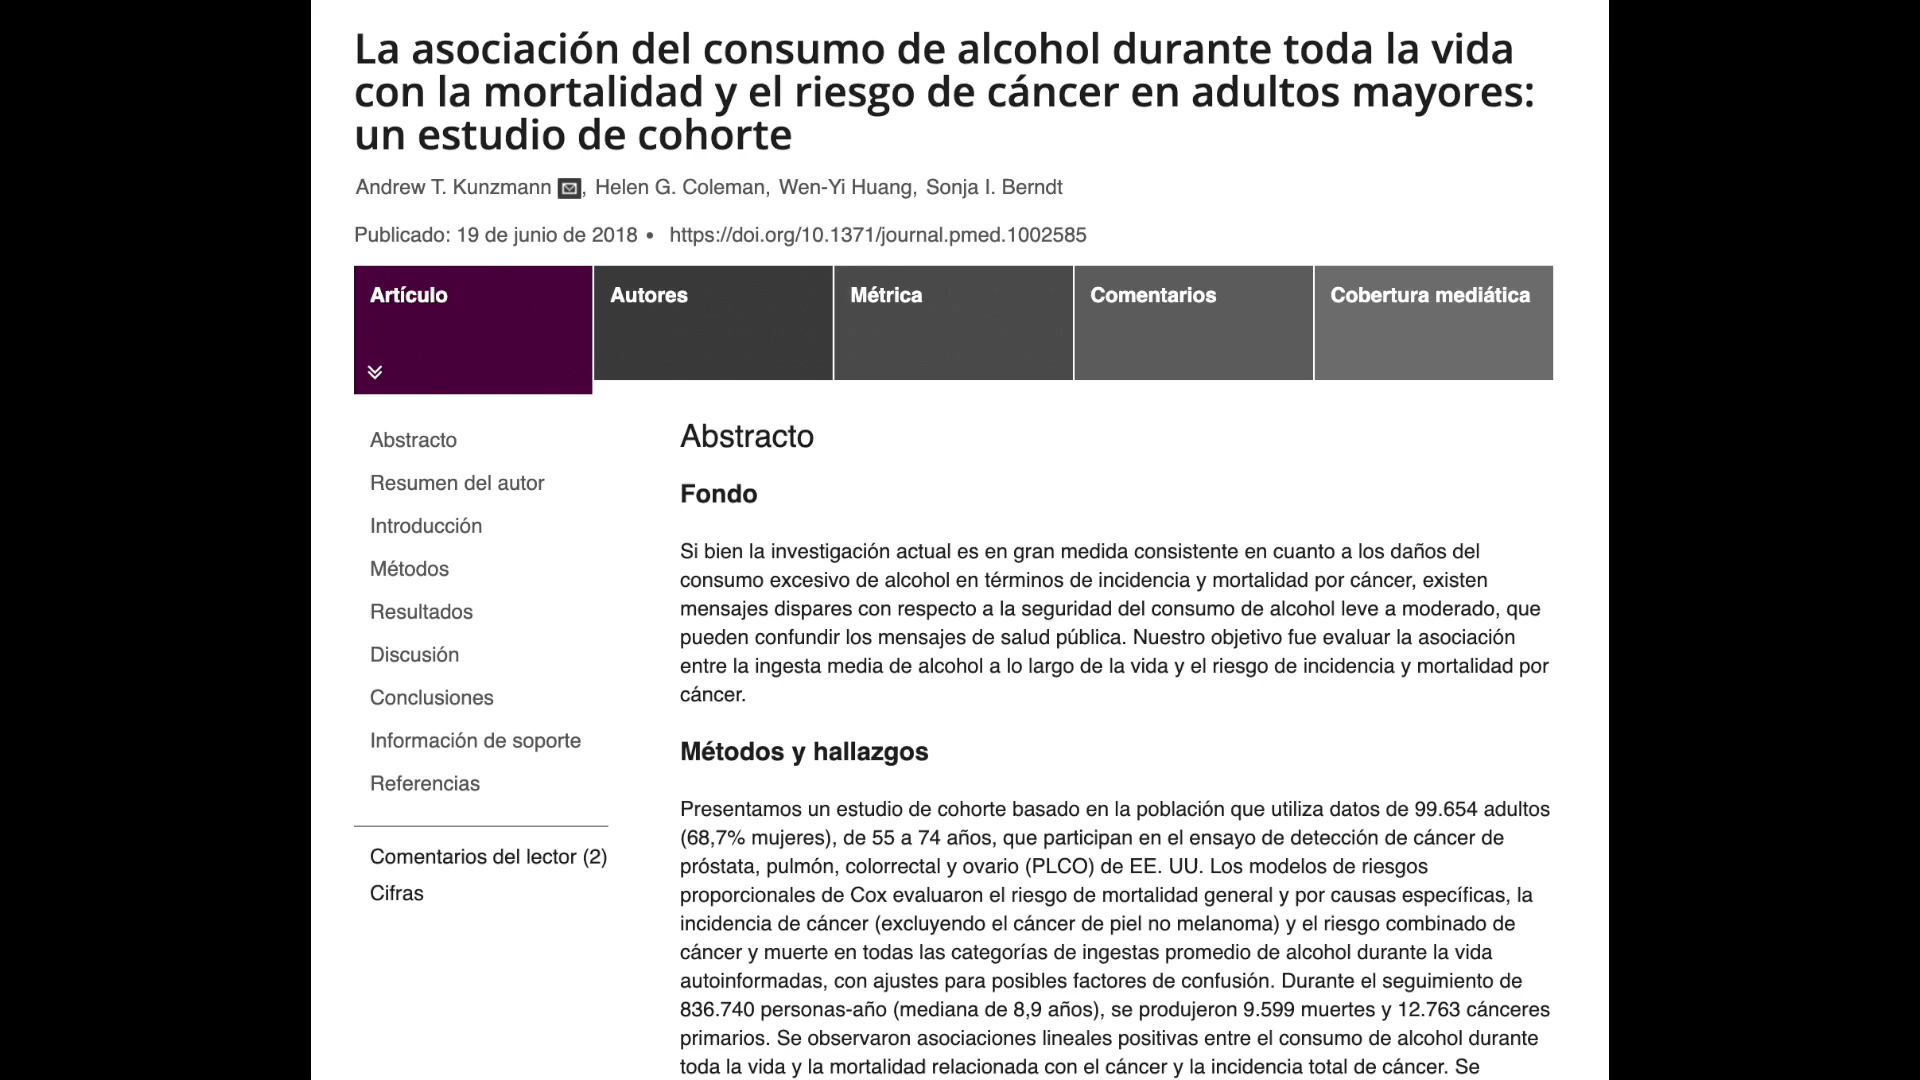 La asociación del consumo de alcohol durante toda la vida
con la mortalidad y el riesgo de cáncer en adultos mayores:
un estudio de cohorte
Andrew T. Kunzmann , Helen G. Coleman, Wen-Yi Huang, Sonja I. Berndt
Publicado: 19 de junio de 2018 • https://doi.org/10.1371/journal.pmed.1002585
Artículo
Autores
Métrica
Comentarios
Cobertura mediática
Abstracto
Resumen del autor
Introducción
Métodos
Resultados
Discusión
Conclusiones
Información de soporte
Referencias
Comentarios del lector (2)
Cifras
Abstracto
Fondo
Si bien la investigación actual es en gran medida consistente en cuanto a los daños del
consumo excesivo de alcohol en términos de incidencia y mortalidad por cáncer, existen
mensajes dispares con respecto a la seguridad del consumo de alcohol leve a moderado, que
pueden confundir los mensajes de salud pública. Nuestro objetivo fue evaluar la asociación
entre la ingesta media de alcohol a lo largo de la vida y el riesgo de incidencia y mortalidad por
cáncer.
Métodos y hallazgos
Presentamos un estudio de cohorte basado en la población que utiliza datos de 99.654 adultos
(68,7% mujeres), de 55 a 74 años, que participan en el ensayo de detección de cáncer de
próstata, pulmón, colorrectal y ovario (PLCO) de EE. UU. Los modelos de riesgos
proporcionales de Cox evaluaron el riesgo de mortalidad general y por causas específicas, la
incidencia de cáncer (excluyendo el cáncer de piel no melanoma) y el riesgo combinado de
cáncer y muerte en todas las categorías de ingestas promedio de alcohol durante la vida
autoinformadas, con ajustes para posibles factores de confusión. Durante el seguimiento de
836.740 personas-año (mediana de 8,9 años), se produjeron 9.599 muertes y 12.763 cánceres
primarios. Se observaron asociaciones lineales positivas entre el consumo de alcohol durante
toda la vida y la mortalidad relacionada con el cáncer y la incidencia total de cáncer. Se